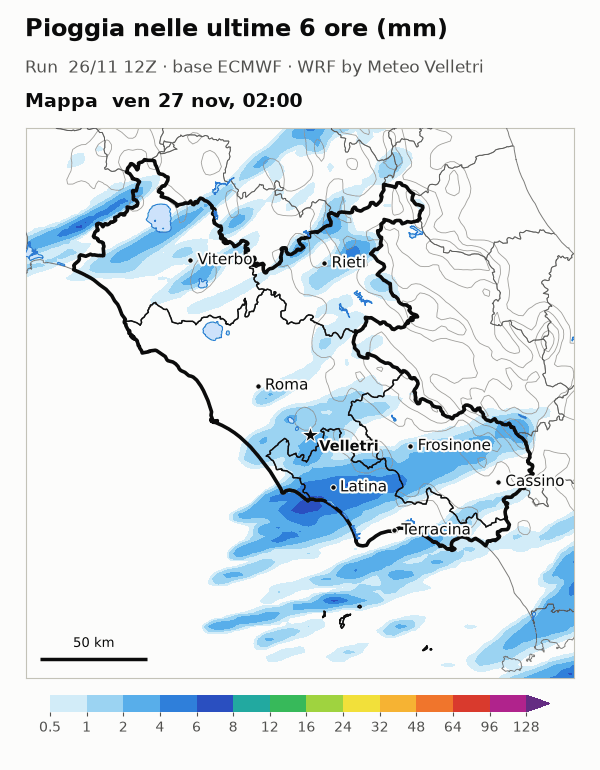 Pioggia nelle ultime 6 ore (mm)
Run 26/11 12Z · base ECMWF · WRF by Meteo Velletri
Mappa ven 27 nov, 02:00
Viterbo
Rieti
Roma
Velletri
Frosinone
Latina
Cassino
Terracina
50 km
0.5 1 2 4 6 8 12 16 24 32 48 64 96 128